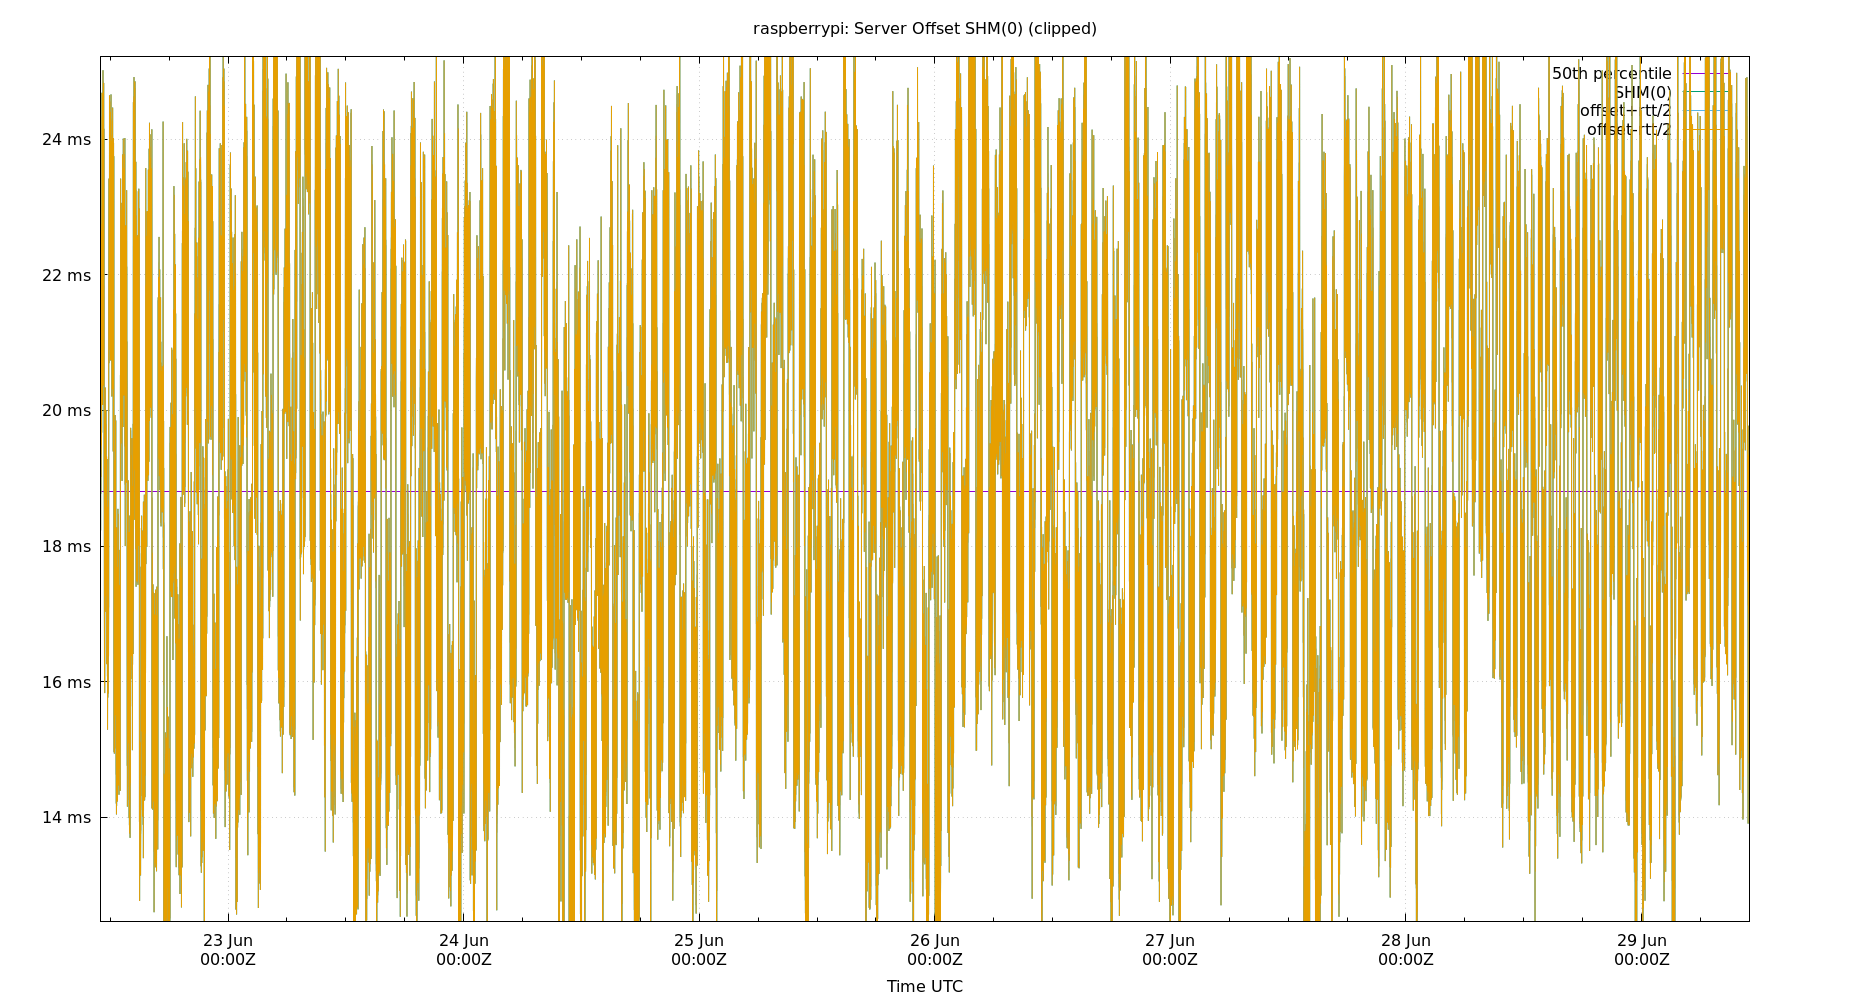 raspberrypi: Server Offset SHM(0) (clipped)
50th percentile
SHM(0)
offset+rtt/2
offset-rtt/2
24 ms
22 ms
20 ms
18 ms
16 ms
14 ms
23 Jun 24 Jun 25 Jun 26 Jun 27 Jun 28 Jun 29 Jun
00:00Z 00:00Z 00:00Z 00:00Z 00:00Z 00:00Z 00:00Z
Time UTC